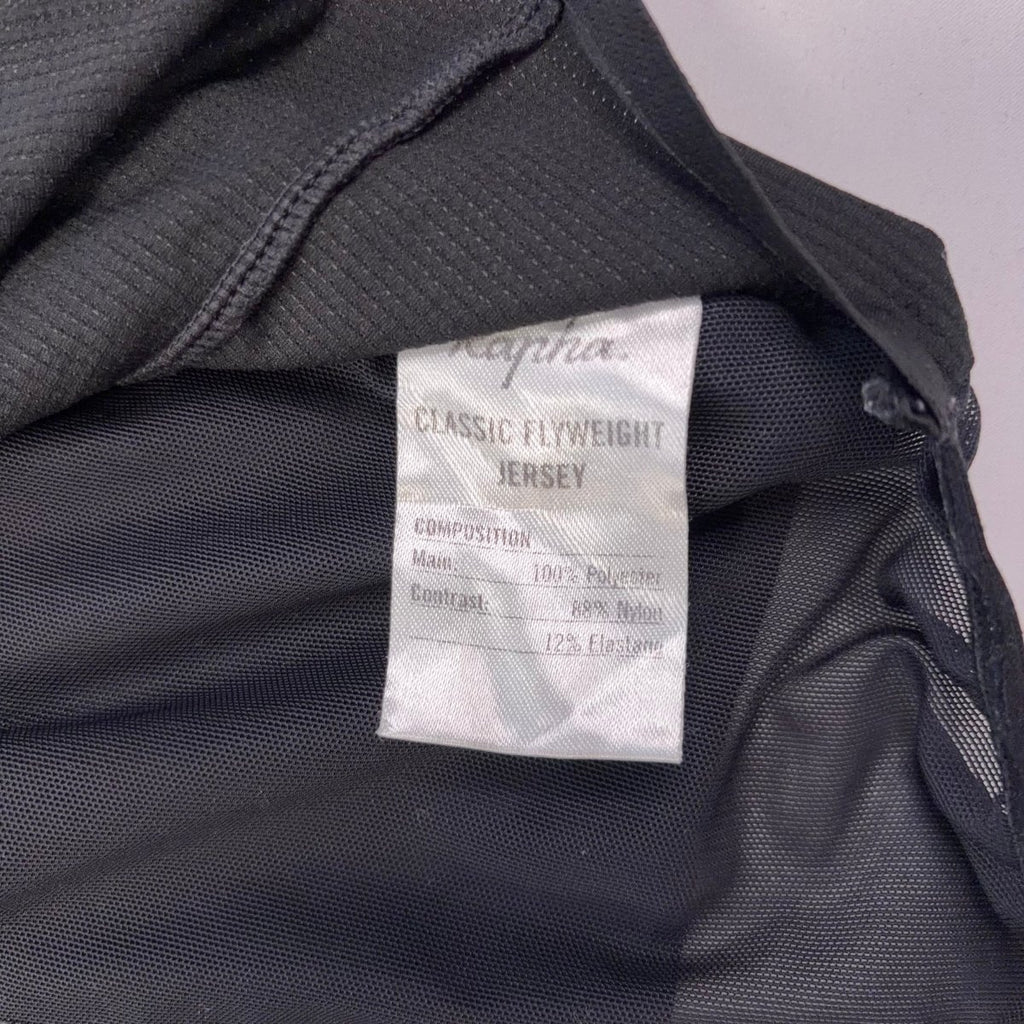 Rapha.
CLASSIC FLYWEIGHT
JERSEY
COMPOSITION
Main: 100% Polyester
Contrast: 88% Nylon
12% Elastane